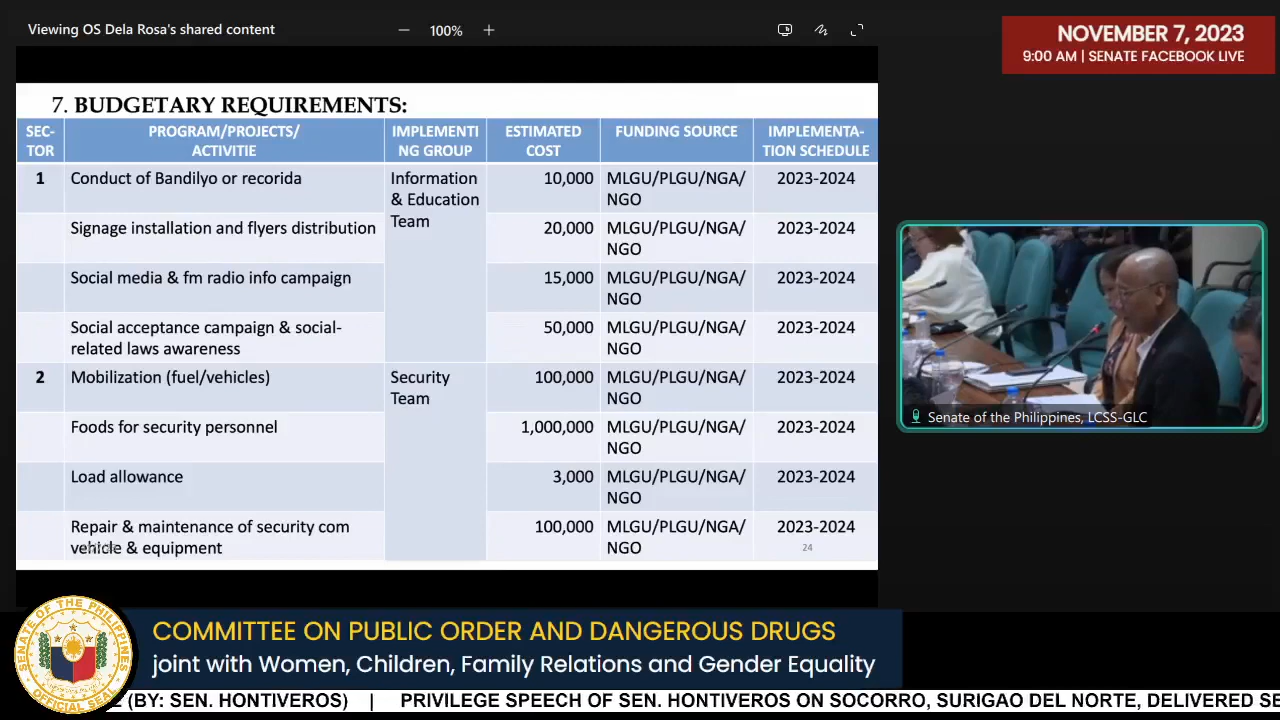 Viewing OS Dela Rosa's shared content
100%
NOVEMBER 7, 2023
9:00 AM | SENATE FACEBOOK LIVE
7. BUDGETARY REQUIREMENTS:
SEC-
TOR
PROGRAM/PROJECTS/
ACTIVITIE
IMPLEMENTI
NG GROUP
ESTIMATED
COST
FUNDING SOURCE
IMPLEMENTA-
TION SCHEDULE
1
Conduct of Bandilyo or recorida
Information
& Education
Team
10,000
MLGU/PLGU/NGA/
NGO
2023-2024
Signage installation and flyers distribution
20,000
MLGU/PLGU/NGA/
NGO
2023-2024
Social media & fm radio info campaign
15,000
MLGU/PLGU/NGA/
NGO
2023-2024
Social acceptance campaign & social-
related laws awareness
50,000
MLGU/PLGU/NGA/
NGO
2023-2024
2
Mobilization (fuel/vehicles)
Security
Team
100,000
MLGU/PLGU/NGA/
NGO
2023-2024
Foods for security personnel
1,000,000
MLGU/PLGU/NGA/
NGO
2023-2024
Load allowance
3,000
MLGU/PLGU/NGA/
NGO
2023-2024
Repair & maintenance of security com
vehicle & equipment
100,000
MLGU/PLGU/NGA/
NGO
2023-2024
24
Senate of the Philippines, LCSS-GLC
SENATE OF THE PHILIPPINES
OFFICIAL SEAL
COMMITTEE ON PUBLIC ORDER AND DANGEROUS DRUGS
joint with Women, Children, Family Relations and Gender Equality
(BY: SEN. HONTIVEROS) | PRIVILEGE SPEECH OF SEN. HONTIVEROS ON SOCORRO, SURIGAO DEL NORTE, DELIVERED SE